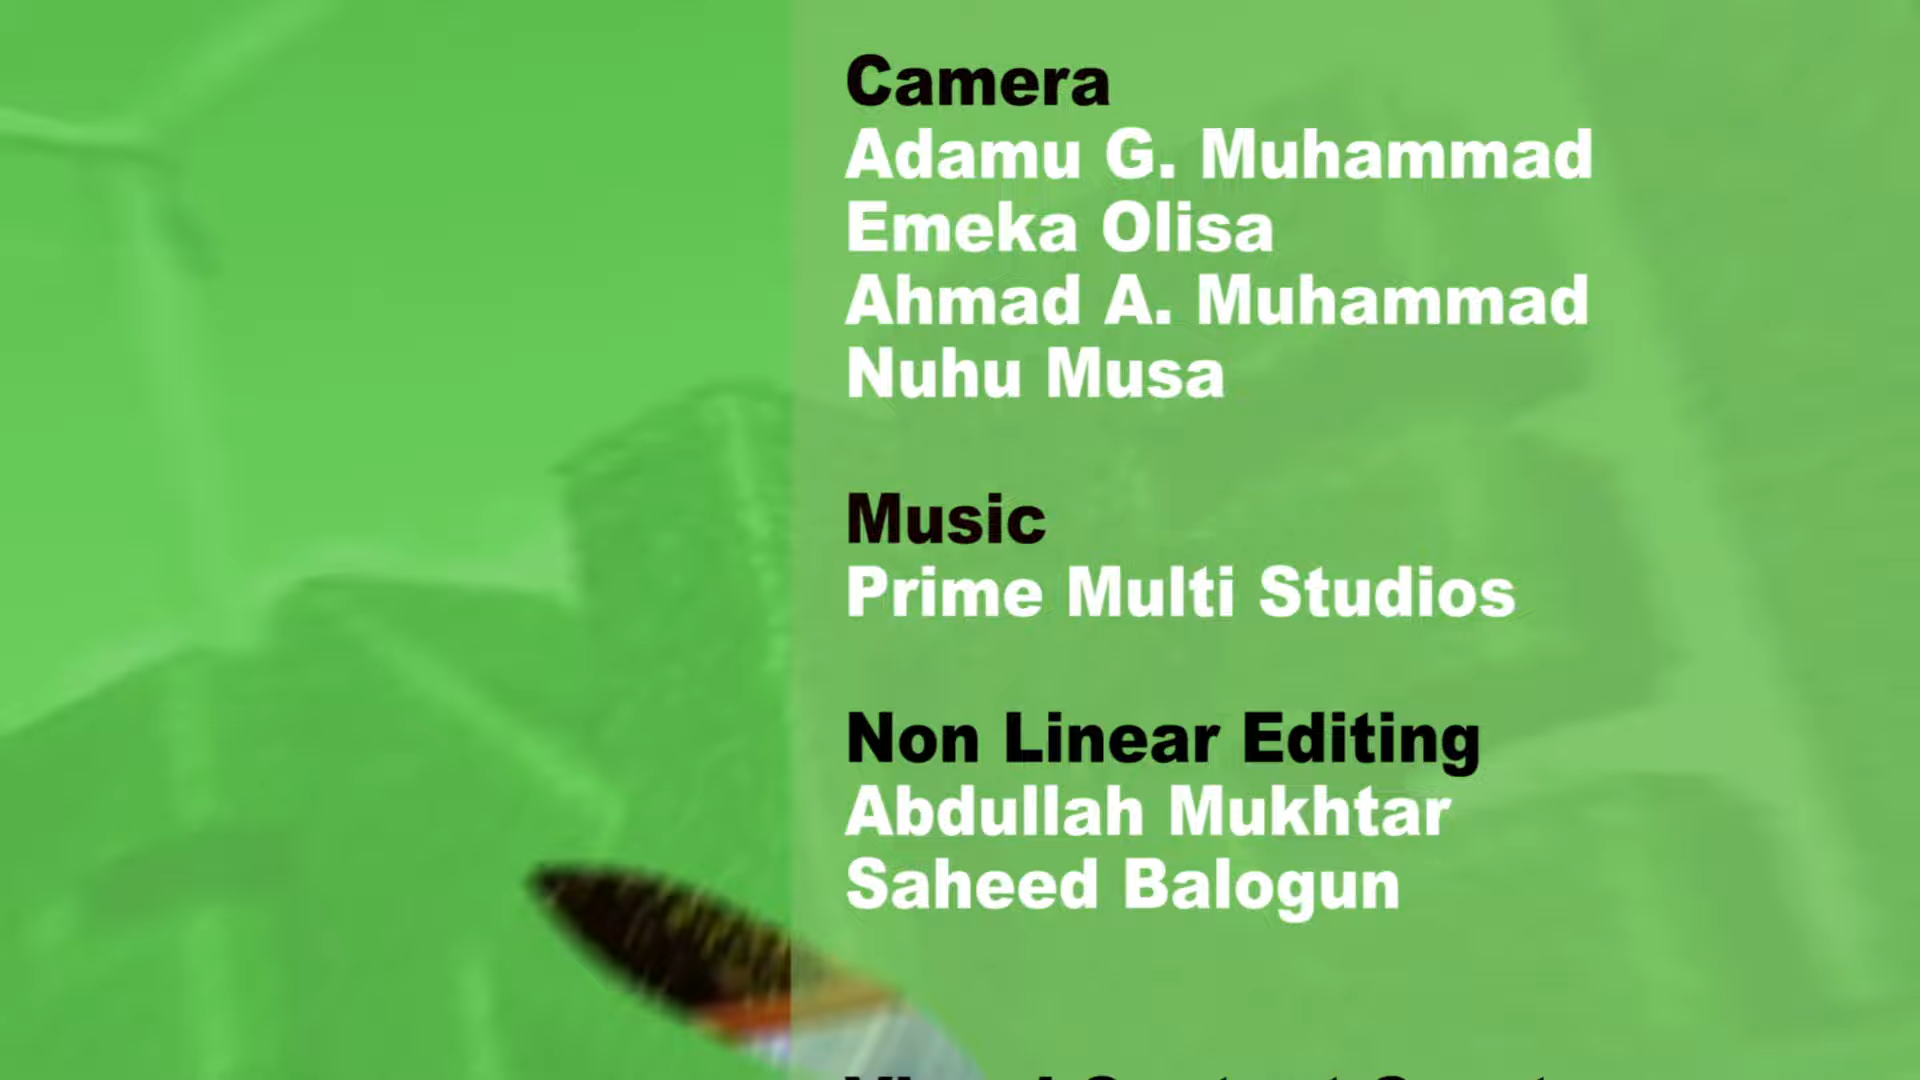 Camera
Adamu G. Muhammad
Emeka Olisa
Ahmad A. Muhammad
Nuhu Musa
Music
Prime Multi Studios
Non Linear Editing
Abdullah Mukhtar
Saheed Balogun